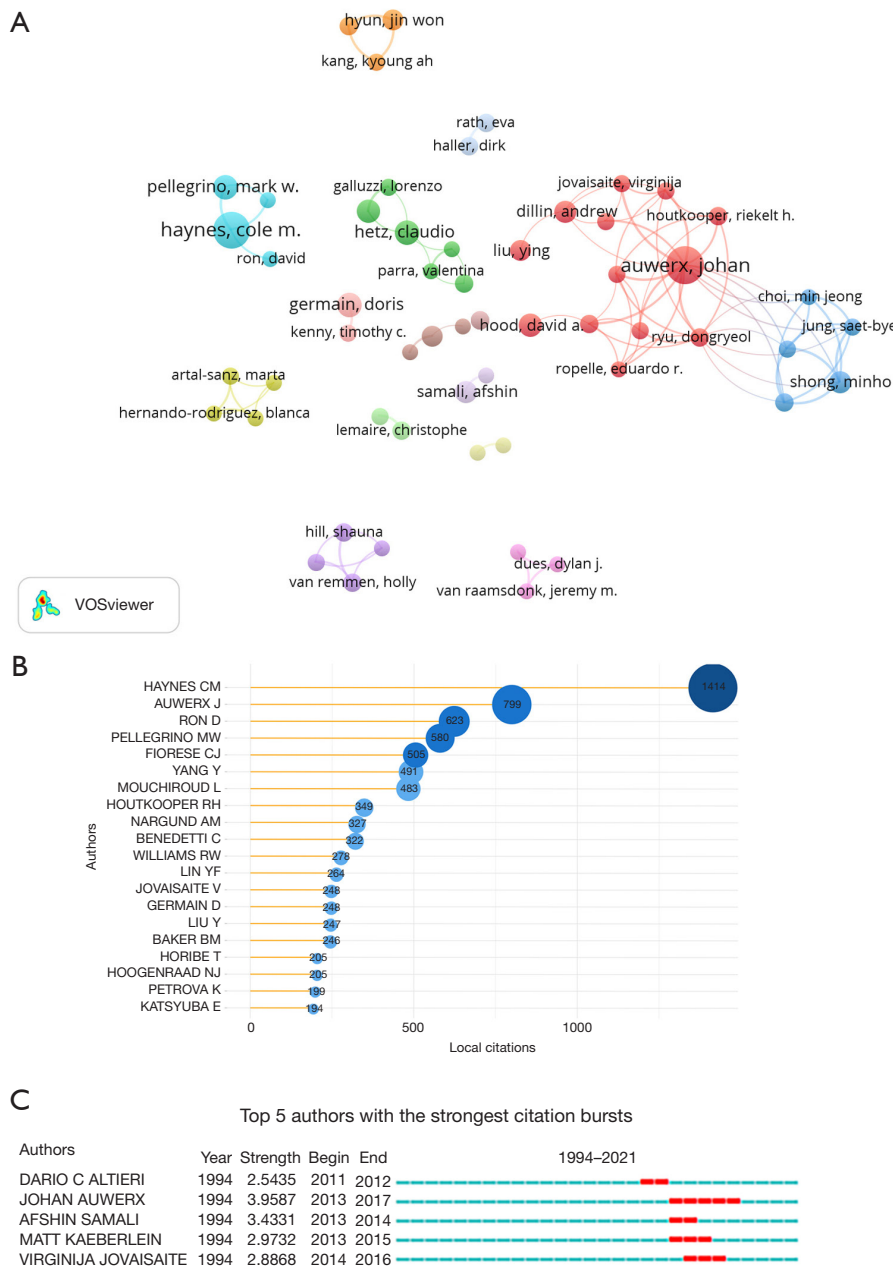 A
hyun, jin won
kang, kyoung ah
rath, eva
haller, dirk
pellegrino, mark w.
haynes, cole m.
ron, david
galluzzi, lorenzo
hetz, claudio
parra, valentina
jovaisaite, virginija
dillin, andrew
houtkooper, riekelt h.
liu, ying
auwerx, johan
choi, min jeong
jung, saet-bye
shong, minho
germain, doris
kenny, timothy c.
hood, david a.
ryu, dongryeol
ropelle, eduardo r.
artal-sanz, marta
hernando-rodriguez, blanca
samali, afshin
lemaire, christophe
hill, shauna
van remmen, holly
dues, dylan j.
van raamsdonk, jeremy m.
VOSviewer
B
Authors
HAYNES CM 1414
AUWERX J 799
RON D 623
PELLEGRINO MW 580
FIORESE CJ 505
YANG Y 491
MOUCHIROUD L 483
HOUTKOOPER RH 349
NARGUND AM 327
BENEDETTI C 322
WILLIAMS RW 278
LIN YF 264
JOVAISAITE V 248
GERMAIN D 248
LIU Y 247
BAKER BM 246
HORIBE T 205
HOOGENRAAD NJ 205
PETROVA K 199
KATSYUBA E 194
0 500 1000
Local citations
C
Top 5 authors with the strongest citation bursts
Authors Year Strength Begin End 1994–2021
DARIO C ALTIERI 1994 2.5435 2011 2012
JOHAN AUWERX 1994 3.9587 2013 2017
AFSHIN SAMALI 1994 3.4331 2013 2014
MATT KAEBERLEIN 1994 2.9732 2013 2015
VIRGINIJA JOVAISAITE 1994 2.8868 2014 2016